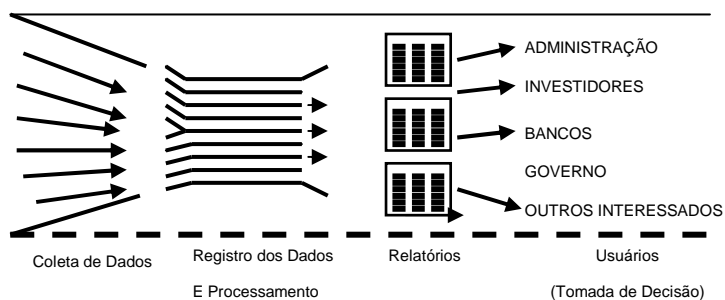 ADMINISTRAÇÃO
INVESTIDORES
BANCOS
GOVERNO
OUTROS INTERESSADOS
Coleta de Dados
Registro dos Dados
E Processamento
Relatórios
Usuários
(Tomada de Decisão)